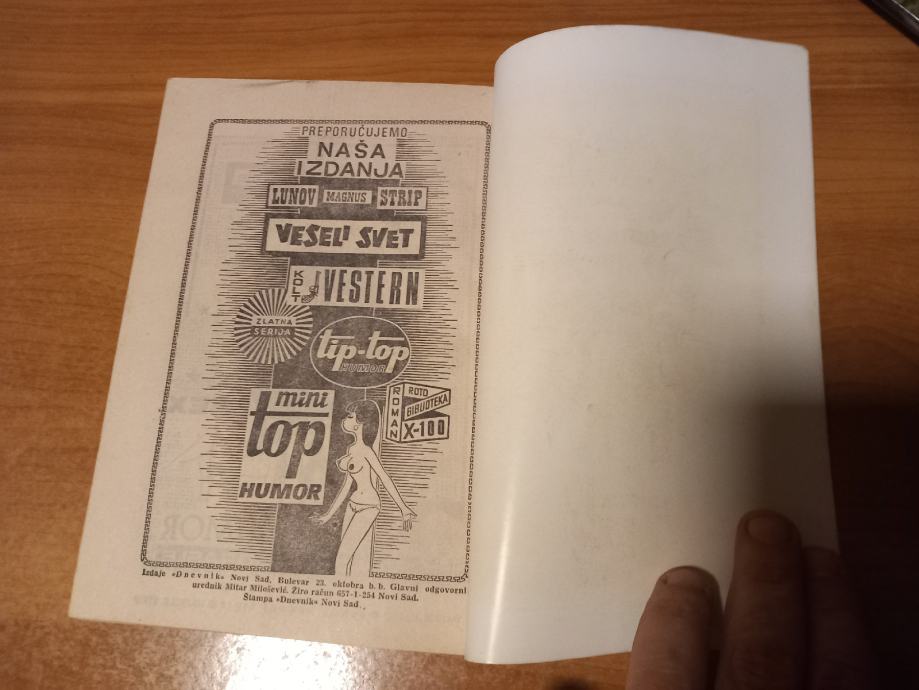 PREPORUČUJEMO
NAŠA
IZDANJA
LUNOV MAGNUS STRIP
VESELI SVET
KOLT VESTERN
ZLATNA
SERIJA
tip-top
HUMOR
mini
top
HUMOR
ROMAN
ROTO
BIBLIOTEKA
X-100
Izdaje »Dnevnik« Novi Sad, Bulevar 23. oktobra b. b. Glavni odgovorni
urednik Mitar Milošević. Žiro račun 657-1-254 Novi Sad.
Štampa »Dnevnik« Novi Sad.